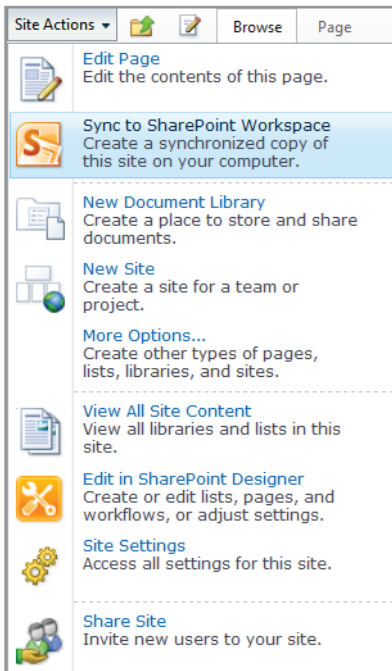 Site Actions Browse Page
Edit Page
Edit the contents of this page.
Sync to SharePoint Workspace
Create a synchronized copy of
this site on your computer.
New Document Library
Create a place to store and share
documents.
New Site
Create a site for a team or
project.
More Options...
Create other types of pages,
lists, libraries, and sites.
View All Site Content
View all libraries and lists in this
site.
Edit in SharePoint Designer
Create or edit lists, pages, and
workflows, or adjust settings.
Site Settings
Access all settings for this site.
Share Site
Invite new users to your site.